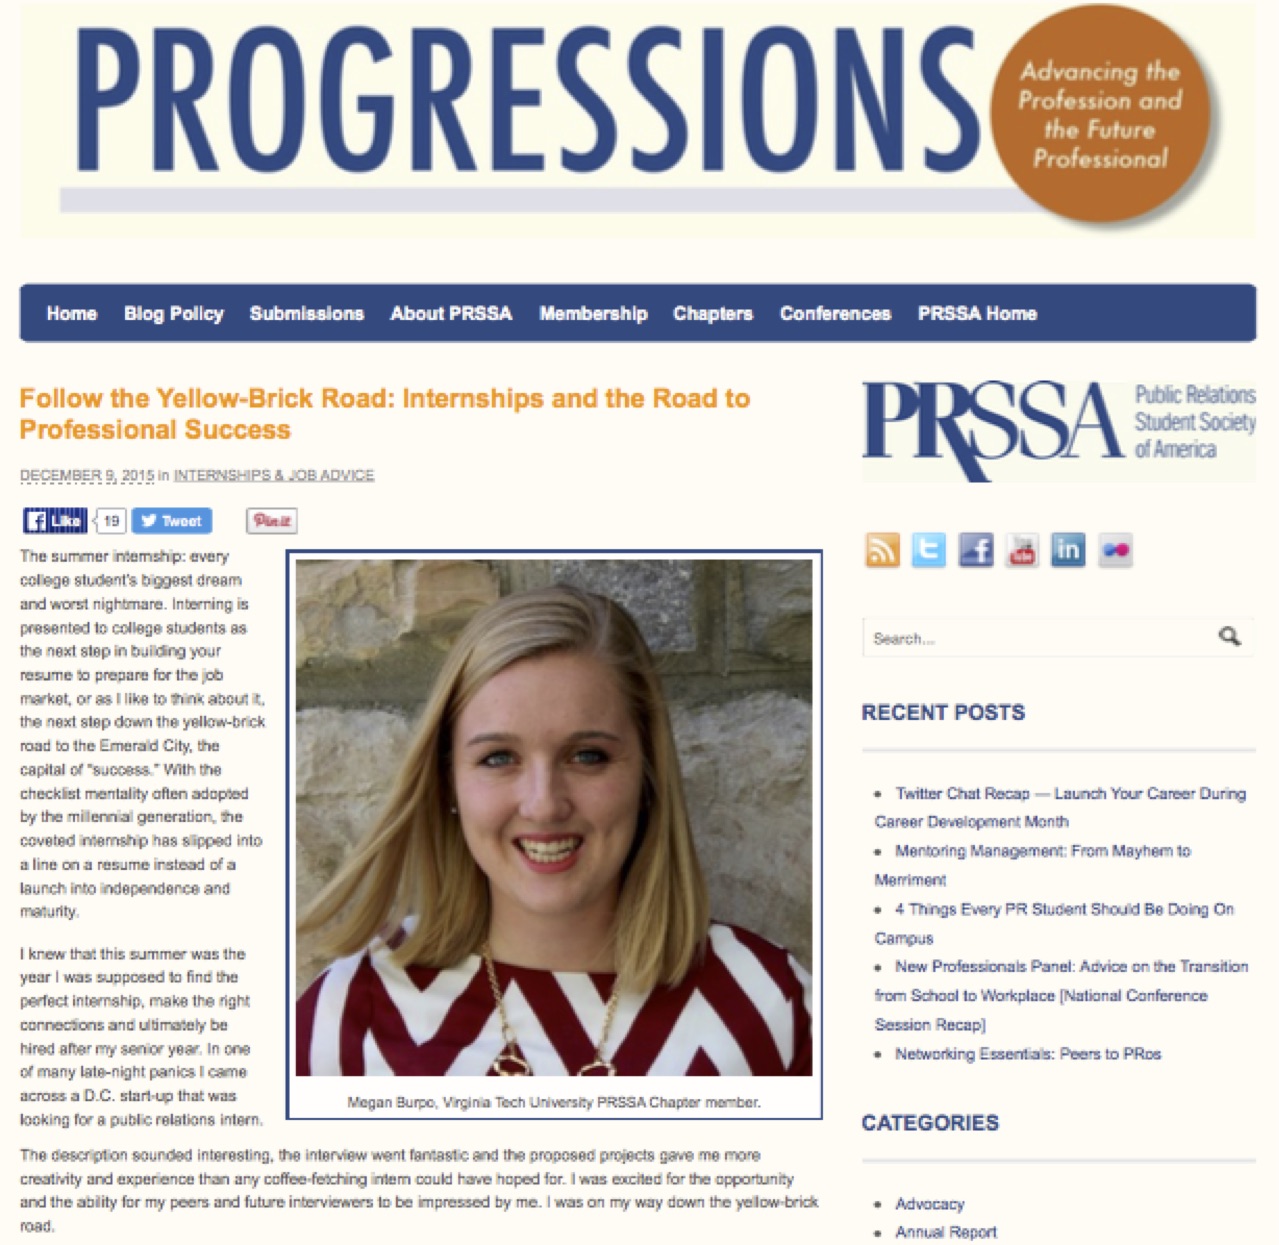 PROGRESSIONS
Advancing the
Profession and
the Future
Professional
Home Blog Policy Submissions About PRSSA Membership Chapters Conferences PRSSA Home
Follow the Yellow-Brick Road: Internships and the Road to
Professional Success
DECEMBER 9, 2015 in INTERNSHIPS & JOB ADVICE
f Like 19 Tweet Pin it
The summer internship: every
college student's biggest dream
and worst nightmare. Interning is
presented to college students as
the next step in building your
resume to prepare for the job
market, or as I like to think about it,
the next step down the yellow-brick
road to the Emerald City, the
capital of "success." With the
checklist mentality often adopted
by the millennial generation, the
coveted internship has slipped into
a line on a resume instead of a
launch into independence and
maturity.
I knew that this summer was the
year I was supposed to find the
perfect internship, make the right
connections and ultimately be
hired after my senior year. In one
of many late-night panics I came
across a D.C. start-up that was
looking for a public relations intern.
Megan Burpo, Virginia Tech University PRSSA Chapter member.
The description sounded interesting, the interview went fantastic and the proposed projects gave me more
creativity and experience than any coffee-fetching intern could have hoped for. I was excited for the opportunity
and the ability for my peers and future interviewers to be impressed by me. I was on my way down the yellow-brick
road.
PRSSA
Public Relations
Student Society
of America
t f You Tube in
Search...
RECENT POSTS
Twitter Chat Recap — Launch Your Career During
Career Development Month
Mentoring Management: From Mayhem to
Merriment
4 Things Every PR Student Should Be Doing On
Campus
New Professionals Panel: Advice on the Transition
from School to Workplace [National Conference
Session Recap]
Networking Essentials: Peers to PRos
CATEGORIES
Advocacy
Annual Report